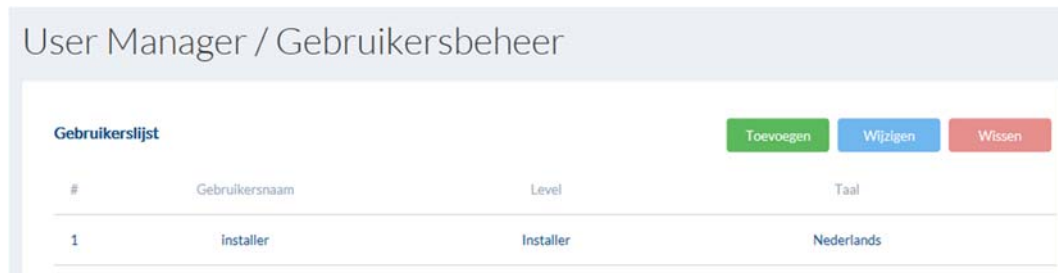 User Manager / Gebruikersbeheer
Gebruikerslijst Toevoegen Wijzigen Wissen
# Gebruikersnaam Level Taal
1 installer Installer Nederlands